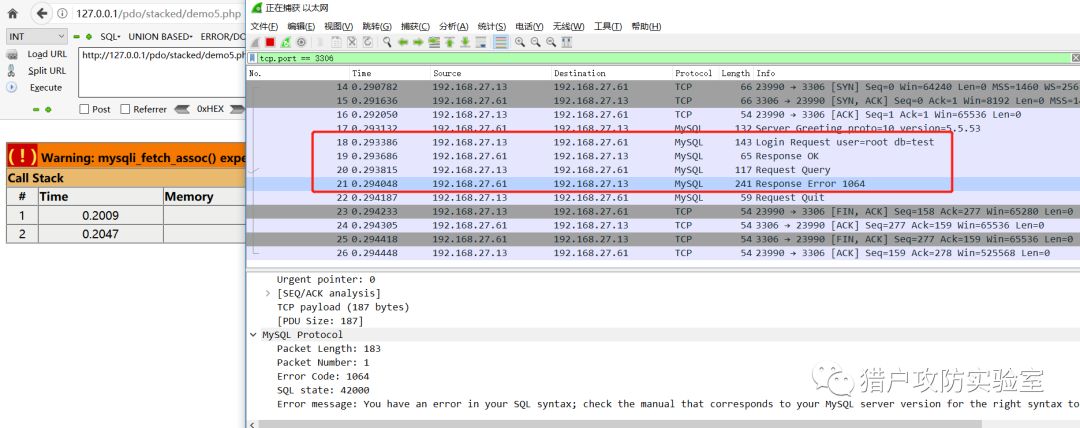 127.0.0.1/pdo/stacked/demo5.php
INT
SQL UNION BASED ERROR/DO
Load URL
Split URL
Execute
http://127.0.0.1/pdo/stacked/demo5.ph
Post Referrer 0xHEX
( ! ) Warning: mysqli_fetch_assoc() expe
Call Stack
# Time Memory
1 0.2009
2 0.2047
正在捕获 以太网
文件(F) 编辑(E) 视图(V) 跳转(G) 捕获(C) 分析(A) 统计(S) 电话(Y) 无线(W) 工具(T) 帮助(H)
tcp.port == 3306
No. Time Source Destination Protocol Length Info
14 0.290782 192.168.27.13 192.168.27.61 TCP 66 23990 → 3306 [SYN] Seq=0 Win=64240 Len=0 MSS=1460 WS=256
15 0.291636 192.168.27.61 192.168.27.13 TCP 66 3306 → 23990 [SYN, ACK] Seq=0 Ack=1 Win=8192 Len=0 MSS=1
16 0.292050 192.168.27.13 192.168.27.61 TCP 54 23990 → 3306 [ACK] Seq=1 Ack=1 Win=65536 Len=0
17 0.293132 192.168.27.61 192.168.27.13 MySQL 132 Server Greeting proto=10 version=5.5.53
18 0.293386 192.168.27.13 192.168.27.61 MySQL 143 Login Request user=root db=test
19 0.293686 192.168.27.61 192.168.27.13 MySQL 65 Response OK
20 0.293815 192.168.27.13 192.168.27.61 MySQL 117 Request Query
21 0.294048 192.168.27.61 192.168.27.13 MySQL 241 Response Error 1064
22 0.294187 192.168.27.13 192.168.27.61 MySQL 59 Request Quit
23 0.294233 192.168.27.13 192.168.27.61 TCP 54 23990 → 3306 [FIN, ACK] Seq=158 Ack=277 Win=65280 Len=0
24 0.294305 192.168.27.61 192.168.27.13 TCP 54 3306 → 23990 [ACK] Seq=277 Ack=159 Win=65536 Len=0
25 0.294418 192.168.27.61 192.168.27.13 TCP 54 3306 → 23990 [FIN, ACK] Seq=277 Ack=159 Win=65536 Len=0
26 0.294448 192.168.27.13 192.168.27.61 TCP 54 23990 → 3306 [ACK] Seq=159 Ack=278 Win=525568 Len=0
Urgent pointer: 0
[SEQ/ACK analysis]
TCP payload (187 bytes)
[PDU Size: 187]
MySQL Protocol
Packet Length: 183
Packet Number: 1
Error Code: 1064
SQL state: 42000
Error message: You have an error in your SQL syntax; check the manual that corresponds to your MySQL server version for the right syntax to
猎户攻防实验室